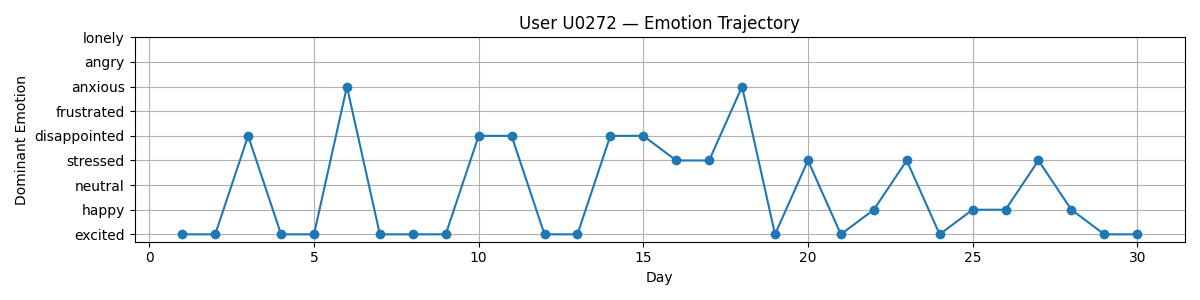 User U0272 — Emotion Trajectory
Dominant Emotion
lonely
angry
anxious
frustrated
disappointed
stressed
neutral
happy
excited
0 5 10 15 20 25 30
Day